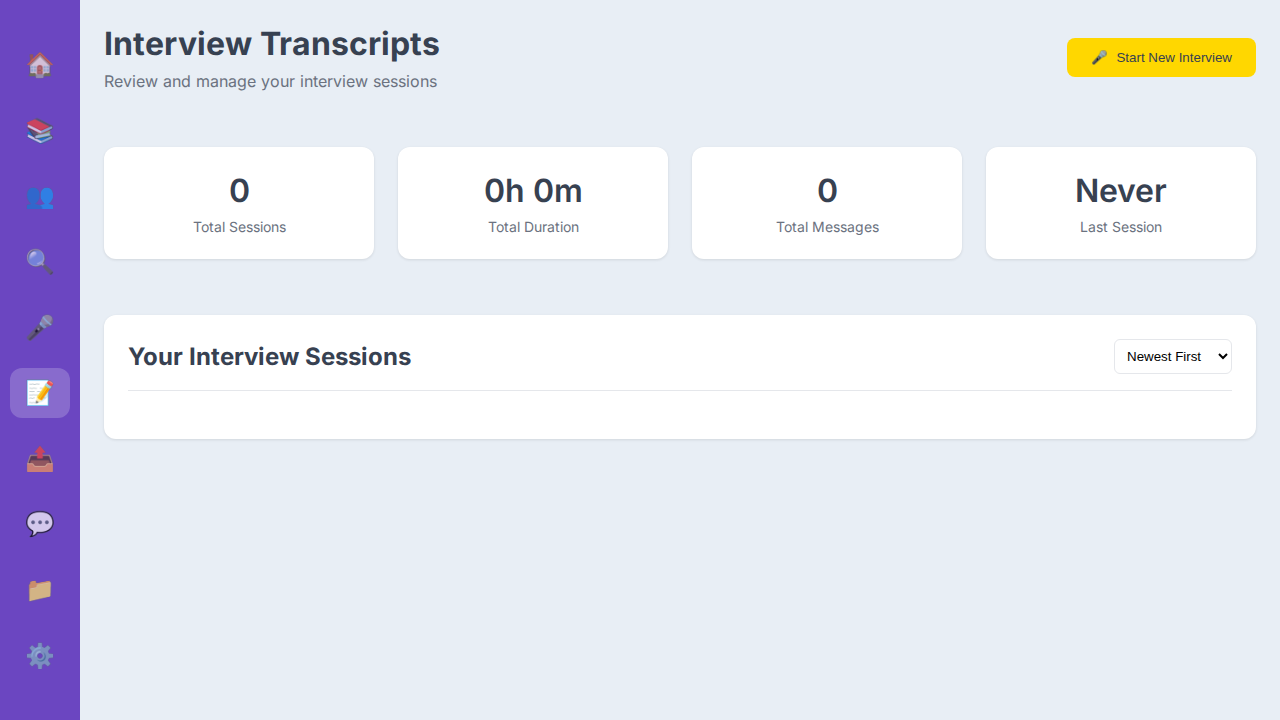 Interview Transcripts
Review and manage your interview sessions
Start New Interview
0
Total Sessions
0h 0m
Total Duration
0
Total Messages
Never
Last Session
Your Interview Sessions
Newest First